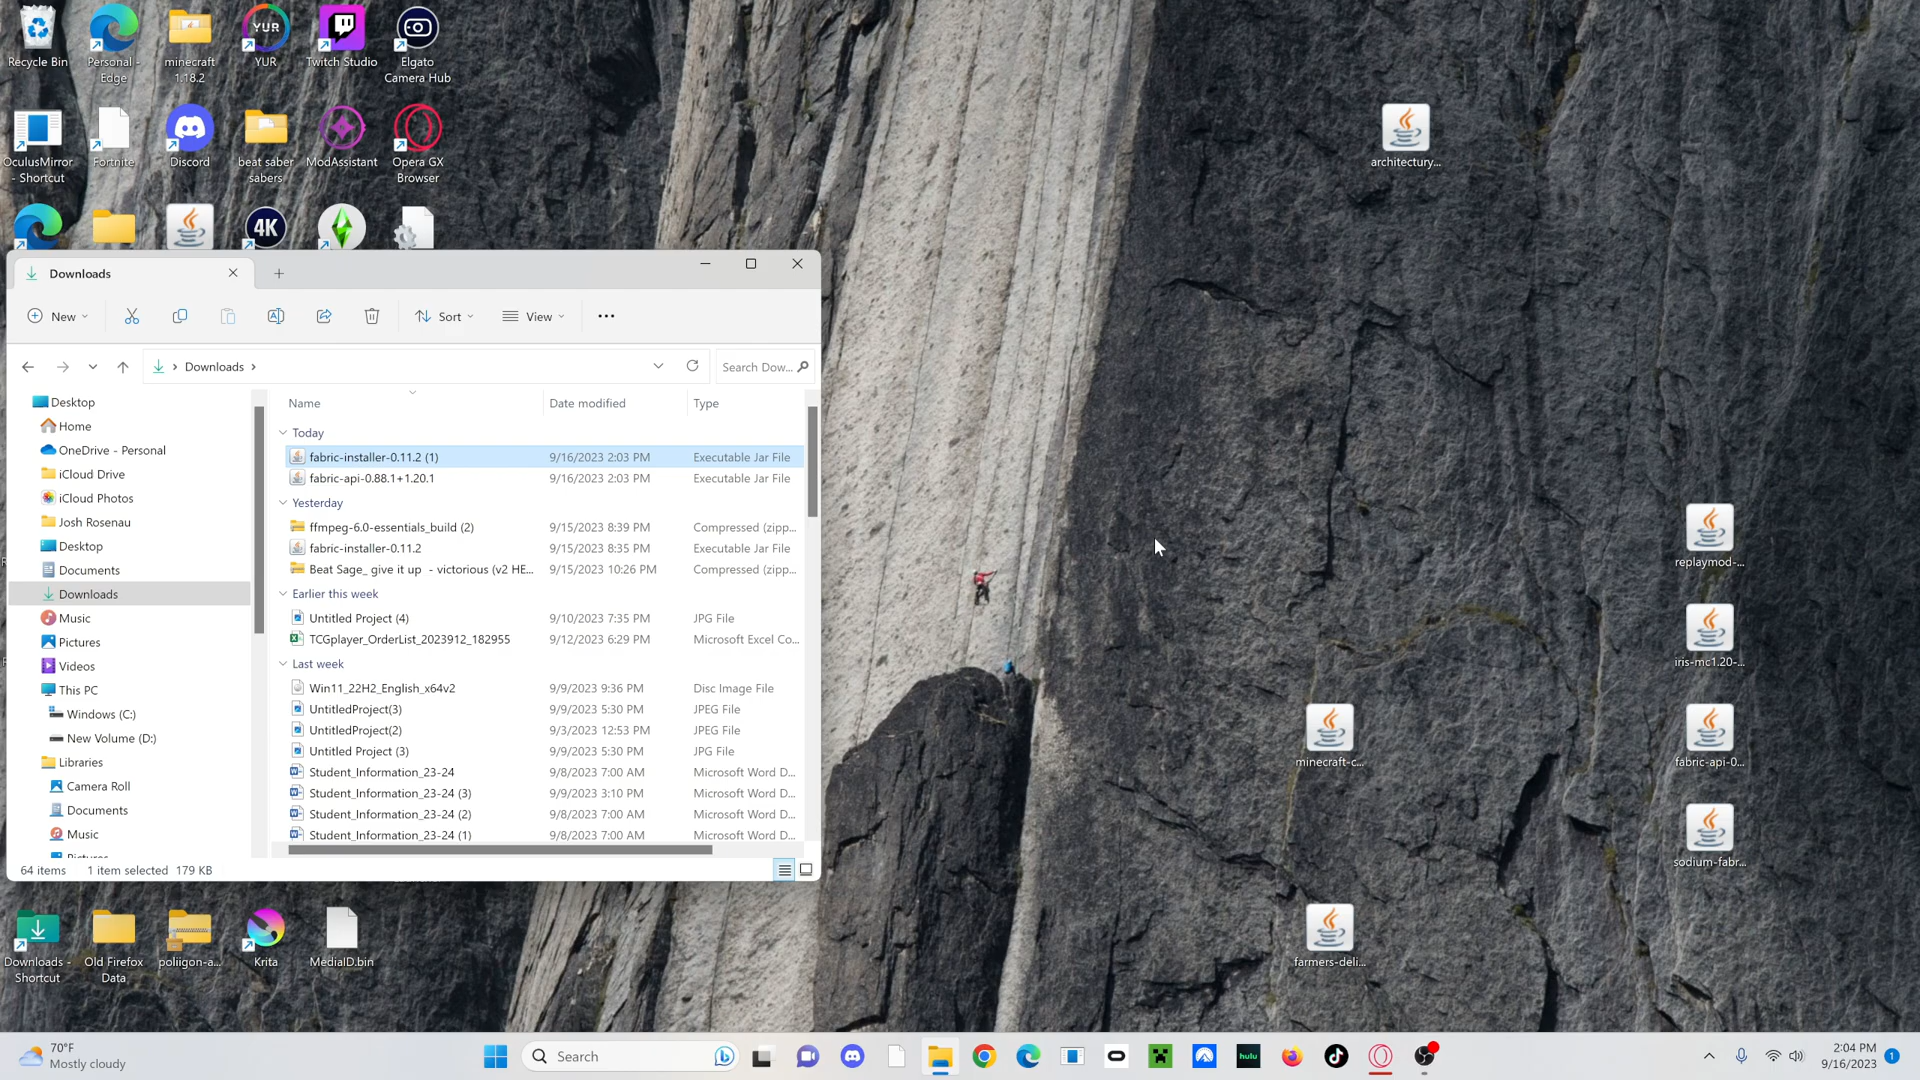 Recycle Bin
Personal -
Edge
minecraft
1.18.2
YUR
YUR
Twitch Studio
Elgato
Camera Hub
OculusMirror
- Shortcut
Fortnite
Discord
beat saber
sabers
ModAssistant
Opera GX
Browser
4K
architectury...
Downloads
New
Sort
View
Downloads
Search Dow...
Desktop
Home
OneDrive - Personal
iCloud Drive
iCloud Photos
Josh Rosenau
Desktop
Documents
Downloads
Music
Pictures
Videos
This PC
Windows (C:)
New Volume (D:)
Libraries
Camera Roll
Documents
Music
Pictures
Name Date modified Type
Today
fabric-installer-0.11.2 (1) 9/16/2023 2:03 PM Executable Jar File
fabric-api-0.88.1+1.20.1 9/16/2023 2:03 PM Executable Jar File
Yesterday
ffmpeg-6.0-essentials_build (2) 9/15/2023 8:39 PM Compressed (zipp...
fabric-installer-0.11.2 9/15/2023 8:35 PM Executable Jar File
Beat Sage_ give it up - victorious (v2 HE... 9/15/2023 10:26 PM Compressed (zipp...
Earlier this week
Untitled Project (4) 9/10/2023 7:35 PM JPG File
TCGplayer_OrderList_2023912_182955 9/12/2023 6:29 PM Microsoft Excel Co...
Last week
Win11_22H2_English_x64v2 9/9/2023 9:36 PM Disc Image File
UntitledProject(3) 9/9/2023 5:30 PM JPEG File
UntitledProject(2) 9/3/2023 12:53 PM JPEG File
Untitled Project (3) 9/9/2023 5:30 PM JPG File
Student_Information_23-24 9/8/2023 7:00 AM Microsoft Word D...
Student_Information_23-24 (3) 9/9/2023 3:10 PM Microsoft Word D...
Student_Information_23-24 (2) 9/8/2023 7:00 AM Microsoft Word D...
Student_Information_23-24 (1) 9/8/2023 7:00 AM Microsoft Word D...
64 items 1 item selected 179 KB
replaymod-...
iris-mc1.20-...
minecraft-c...
fabric-api-0...
sodium-fabr...
farmers-deli...
Downloads -
Shortcut
Old Firefox
Data
poliigon-a...
Krita
MediaID.bin
70°F
Mostly cloudy
Search
hulu
2:04 PM
9/16/2023
1